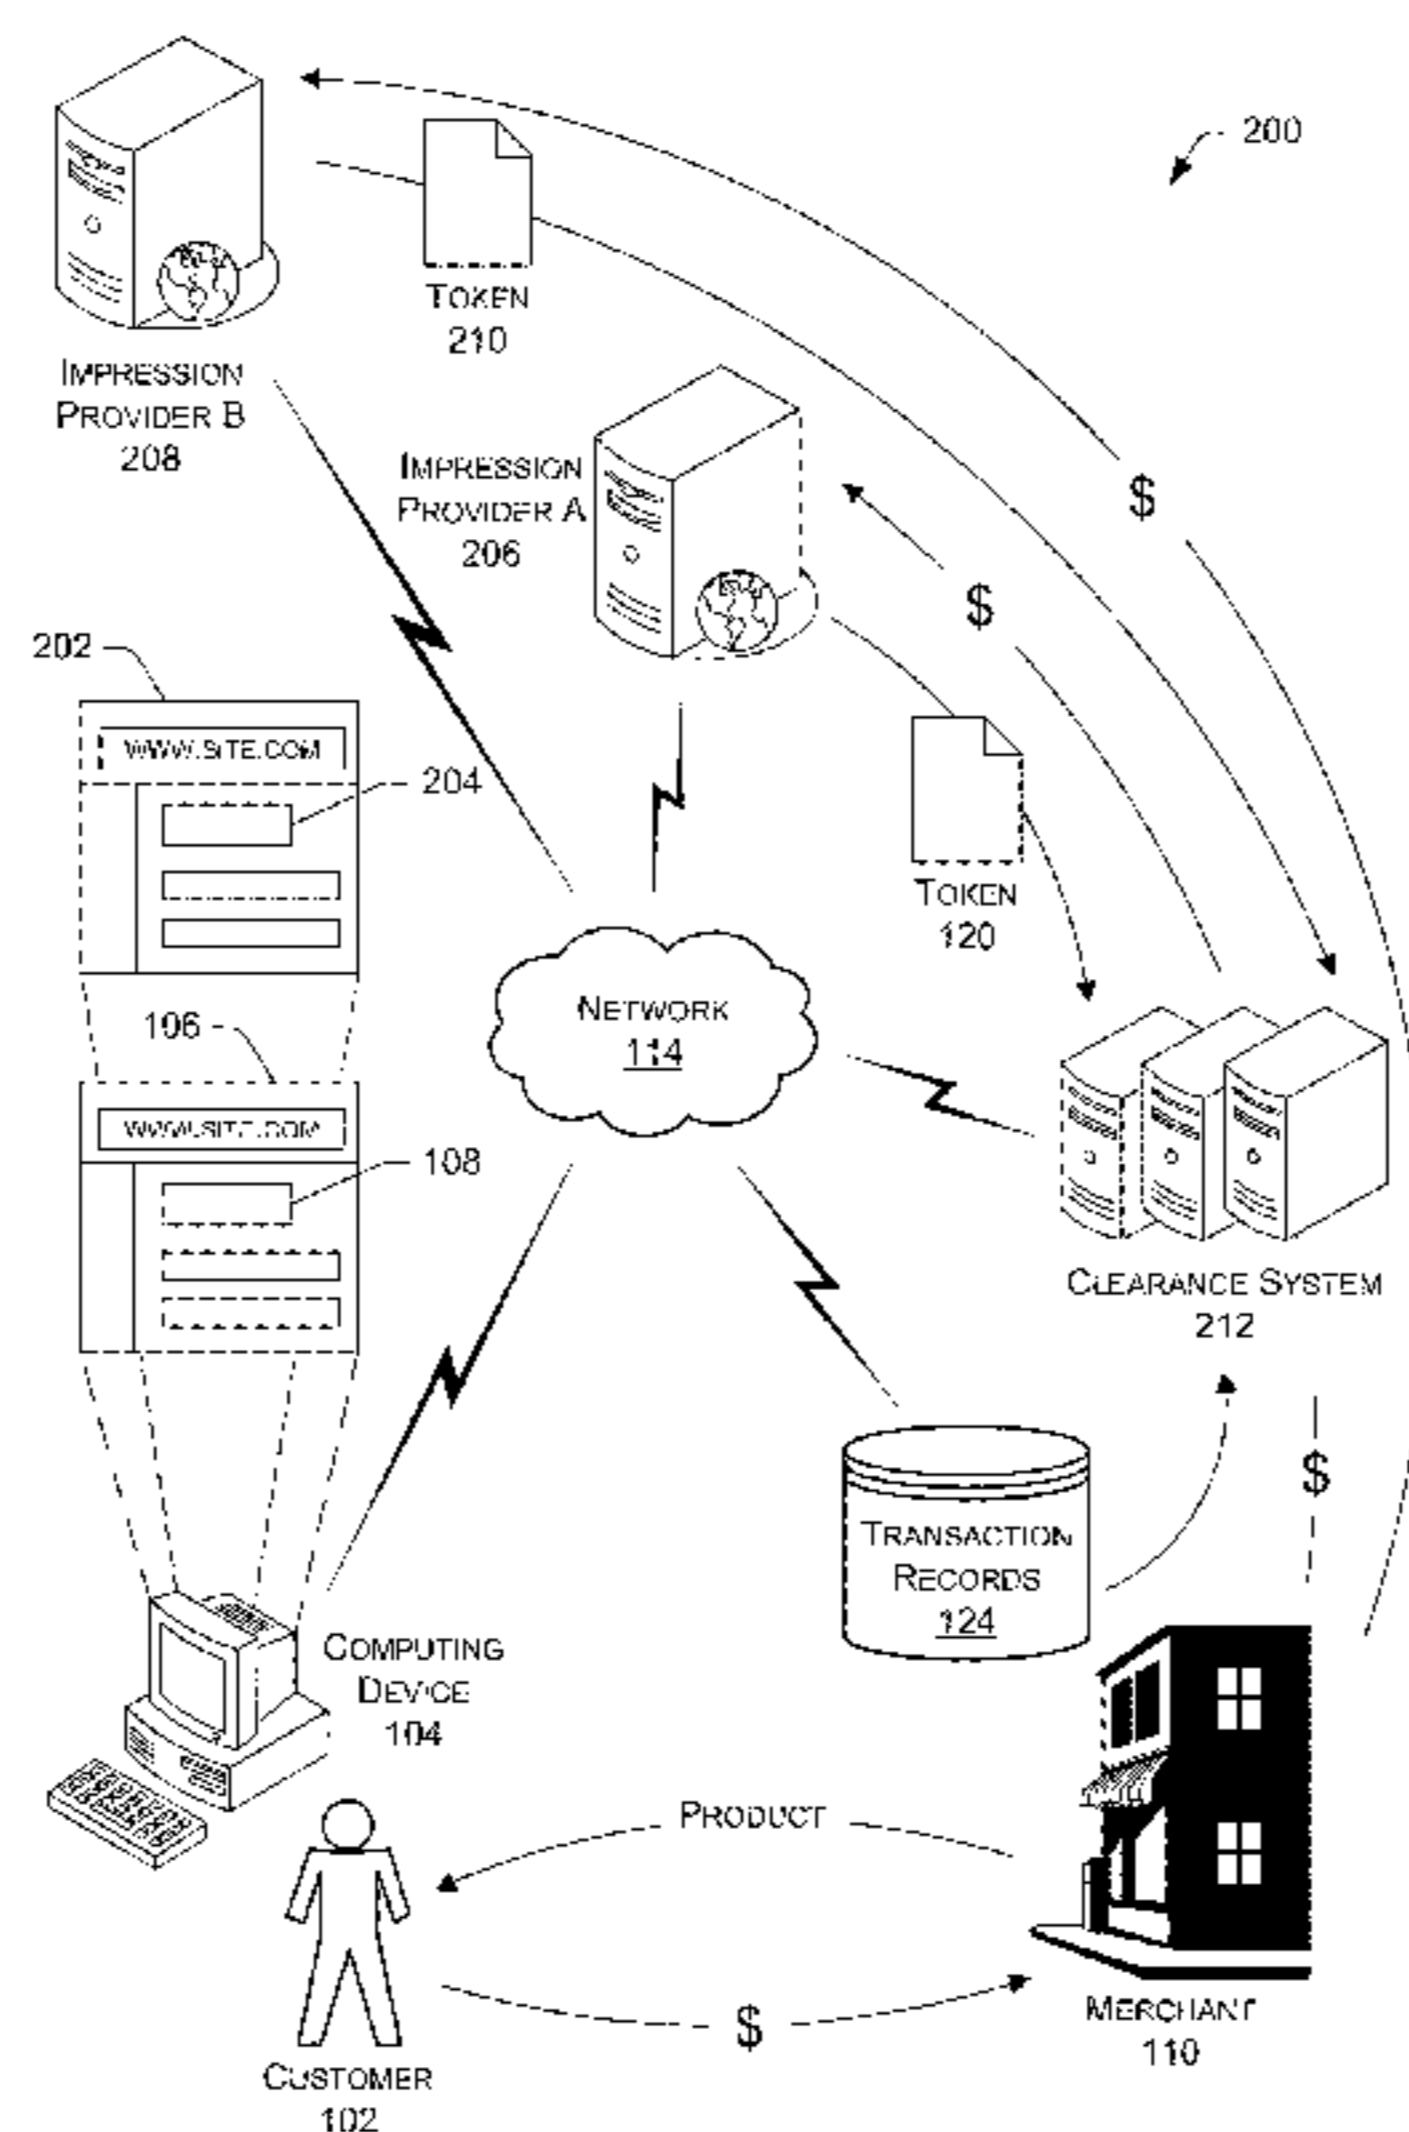 200
TOKEN
210
IMPRESSION
PROVIDER B
208
$
IMPRESSION
PROVIDER A
206
$
202
WWW.SITE.COM
204
TOKEN
120
NETWORK
114
106
WWW.SITE.COM
108
CLEARANCE SYSTEM
212
$
TRANSACTION
RECORDS
124
COMPUTING
DEVICE
104
PRODUCT
$
MERCHANT
110
CUSTOMER
102